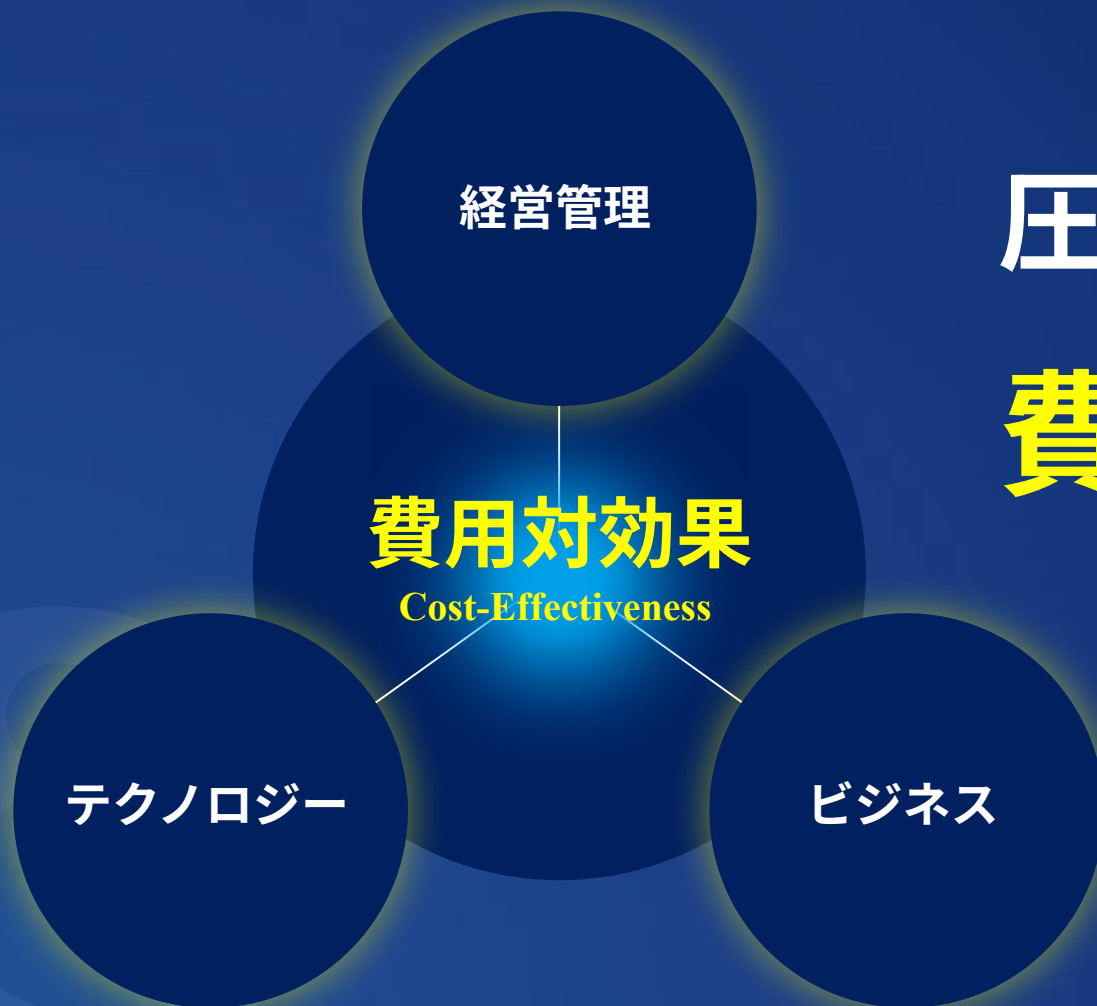 経営管理
費用対効果
Cost-Effectiveness
テクノロジー
ビジネス
圧
費